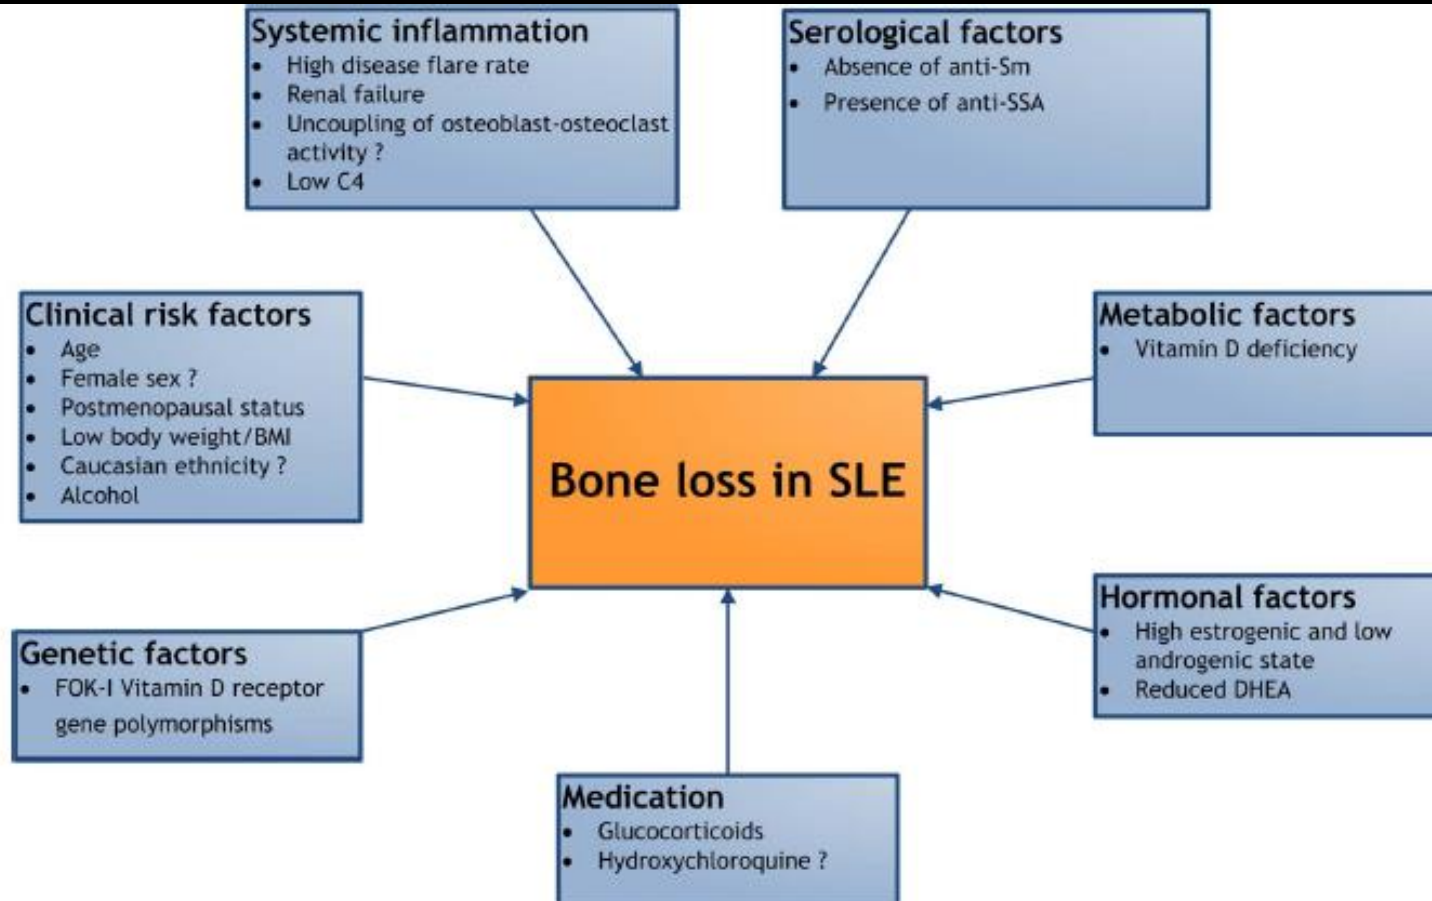 Systemic inflammation
• High disease flare rate
• Renal failure
• Uncoupling of osteoblast-osteoclast
activity ?
• Low C4
Serological factors
• Absence of anti-Sm
• Presence of anti-SSA
Clinical risk factors
• Age
• Female sex ?
• Postmenopausal status
• Low body weight/BMI
• Caucasian ethnicity ?
• Alcohol
Metabolic factors
• Vitamin D deficiency
Bone loss in SLE
Genetic factors
• FOK-I Vitamin D receptor
gene polymorphisms
Hormonal factors
• High estrogenic and low
androgenic state
• Reduced DHEA
Medication
• Glucocorticoids
• Hydroxychloroquine ?